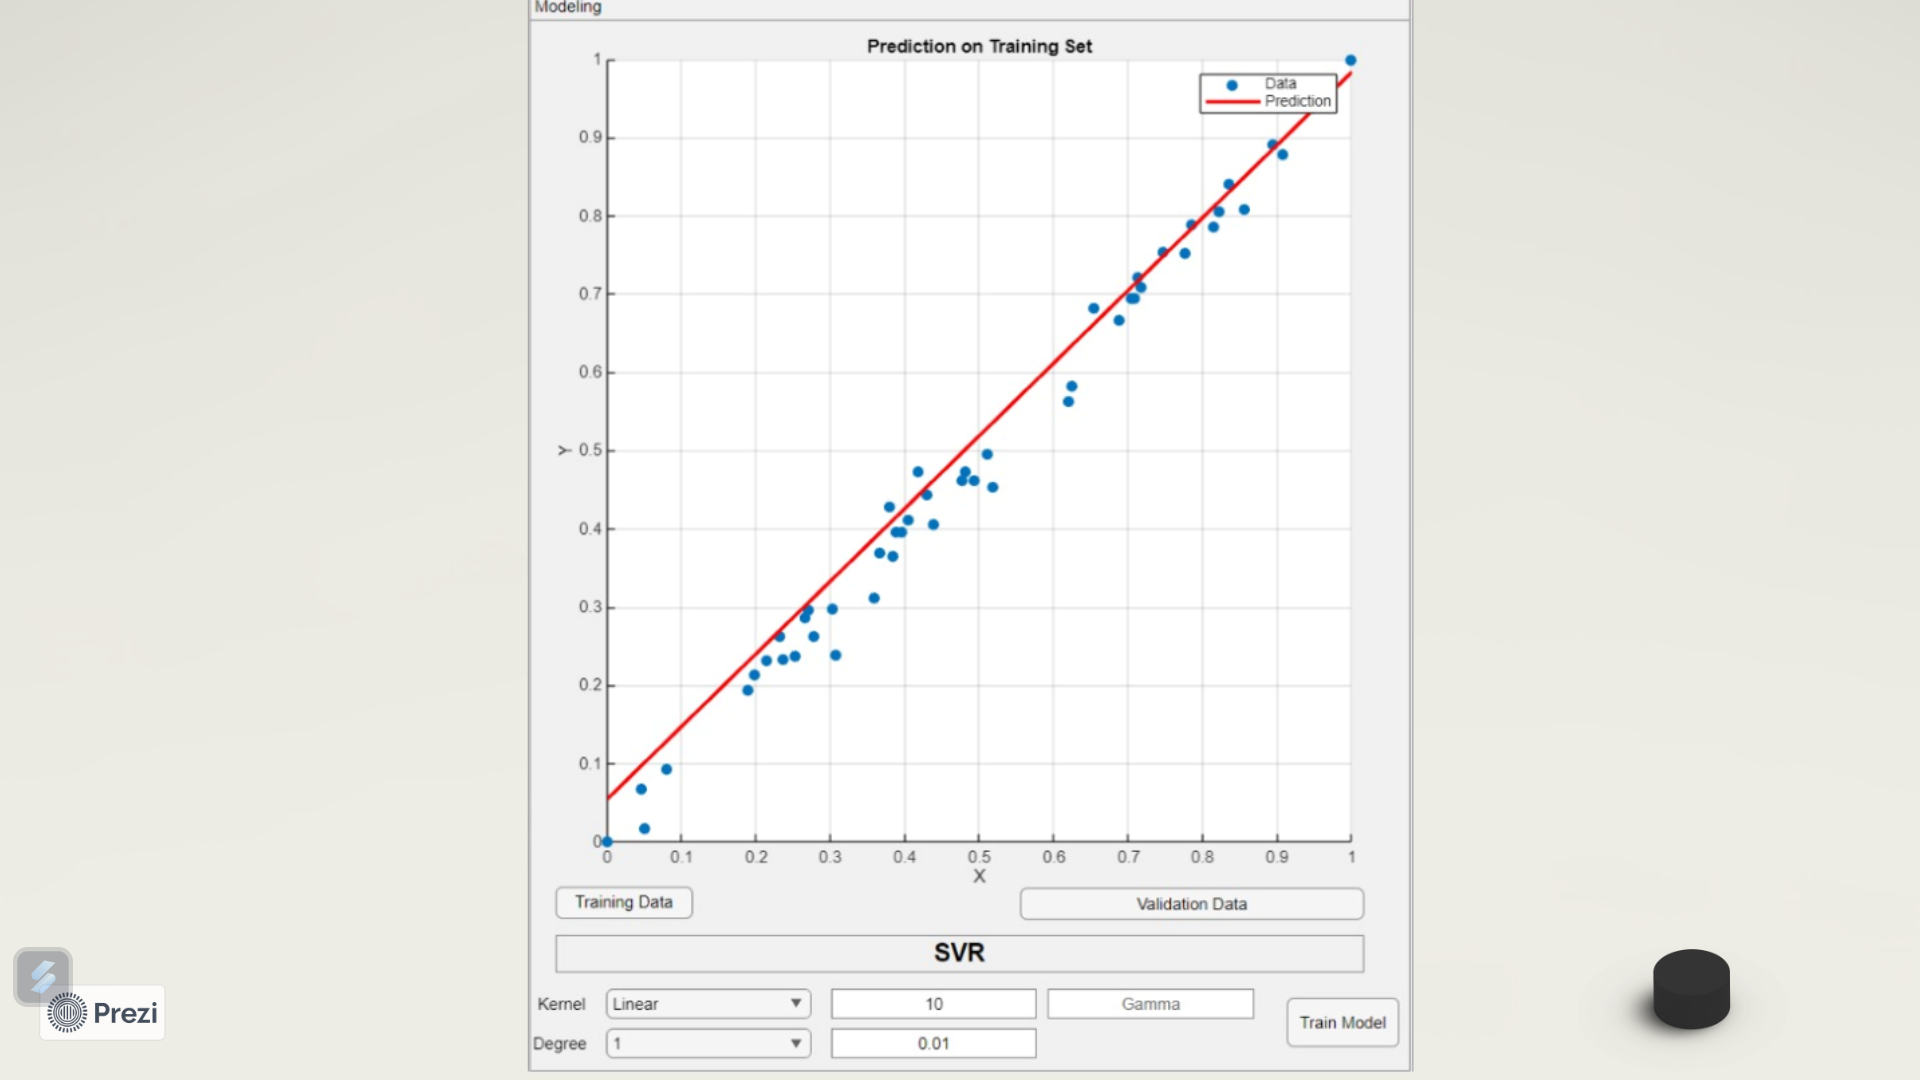 Modeling
Prediction on Training Set
Data
Prediction
1
0.9
0.8
0.7
0.6
0.5
0.4
0.3
0.2
0.1
0
Y
0 0.1 0.2 0.3 0.4 0.5 0.6 0.7 0.8 0.9 1
X
Training Data Validation Data
SVR
Kernel Linear 10 Gamma
Train Model
Degree 1 0.01
Prezi